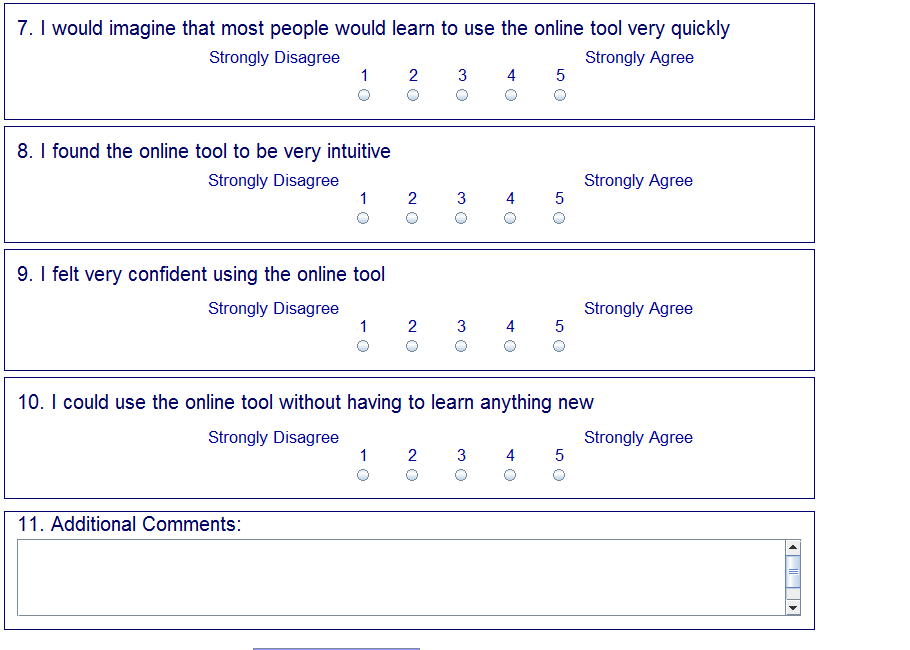 7. I would imagine that most people would learn to use the online tool very quickly
Strongly Disagree Strongly Agree
1 2 3 4 5
8. I found the online tool to be very intuitive
Strongly Disagree Strongly Agree
1 2 3 4 5
9. I felt very confident using the online tool
Strongly Disagree Strongly Agree
1 2 3 4 5
10. I could use the online tool without having to learn anything new
Strongly Disagree Strongly Agree
1 2 3 4 5
11. Additional Comments: